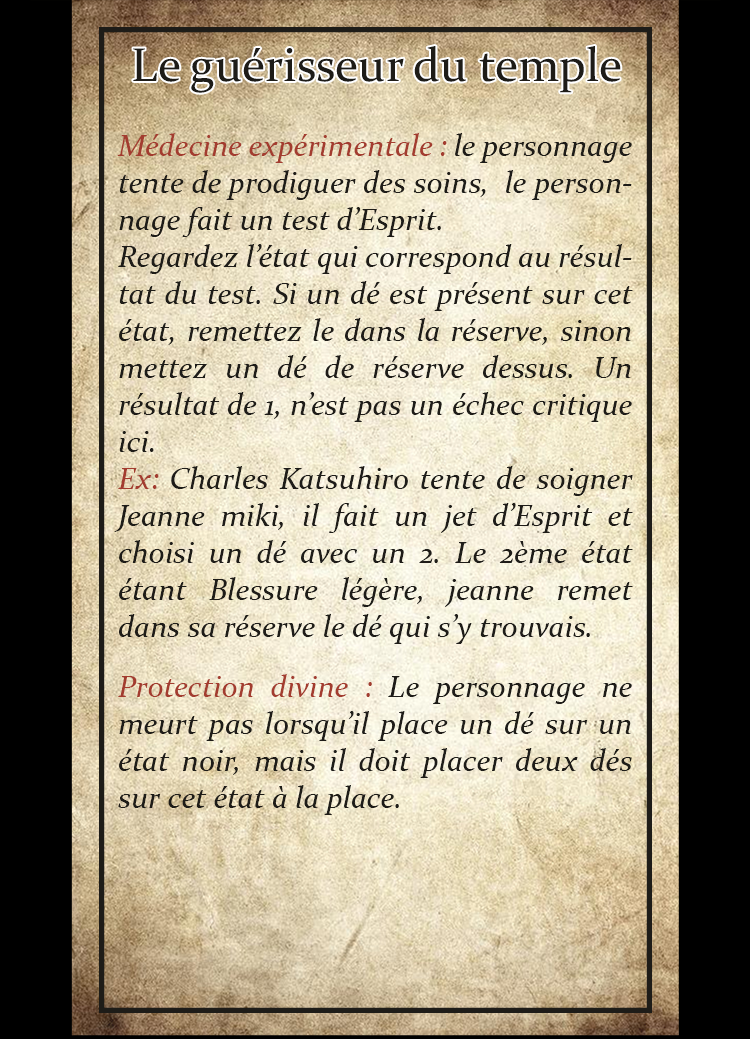 Le guérisseur du temple
Médecine expérimentale : le personnage
tente de prodiguer des soins,  le person-
nage fait un test d’Esprit.
Regardez l’état qui correspond au résul-
tat du test. Si un dé est présent sur cet
état, remettez le dans la réserve, sinon
mettez un dé de réserve dessus. Un
résultat de 1, n’est pas un échec critique
ici.
Ex: Charles Katsuhiro tente de soigner
Jeanne miki, il fait un jet d’Esprit et
choisi un dé avec un 2. Le 2ème état
étant Blessure légère, jeanne remet
dans sa réserve le dé qui s’y trouvais.
Protection divine : Le personnage ne
meurt pas lorsqu’il place un dé sur un
état noir, mais il doit placer deux dés
sur cet état à la place.